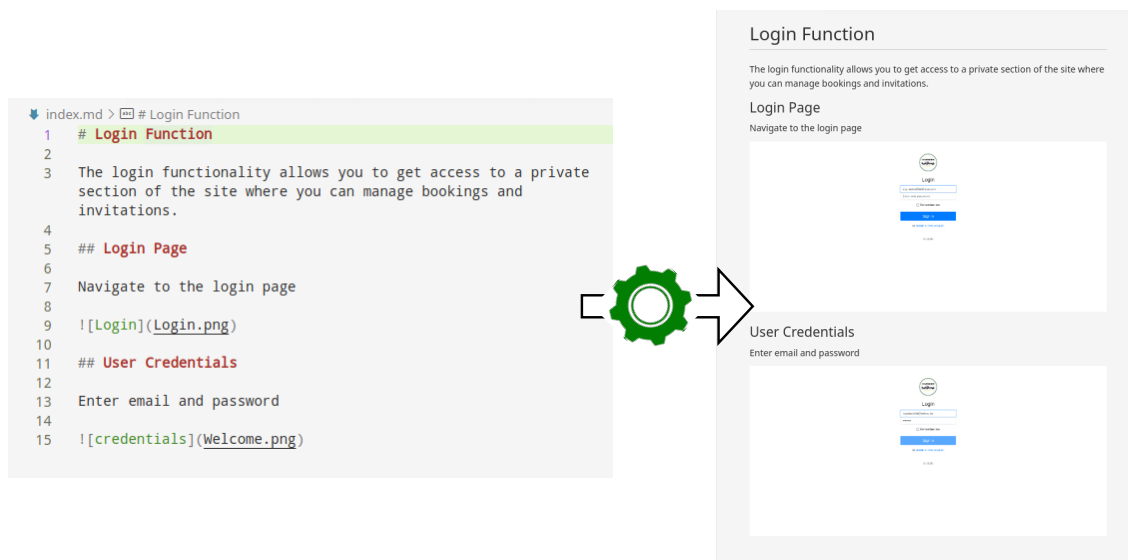 index.md > abc # Login Function
1 # Login Function
2
3 The login functionality allows you to get access to a private
section of the site where you can manage bookings and
invitations.
4
5 ## Login Page
6
7 Navigate to the login page
8
9 ![Login](Login.png)
10
11 ## User Credentials
12
13 Enter email and password
14
15 ![credentials](Welcome.png)
Login Function
The login functionality allows you to get access to a private section of the site where
you can manage bookings and invitations.
Login Page
Navigate to the login page
Login
Sign in
User Credentials
Enter email and password
Login
Sign in